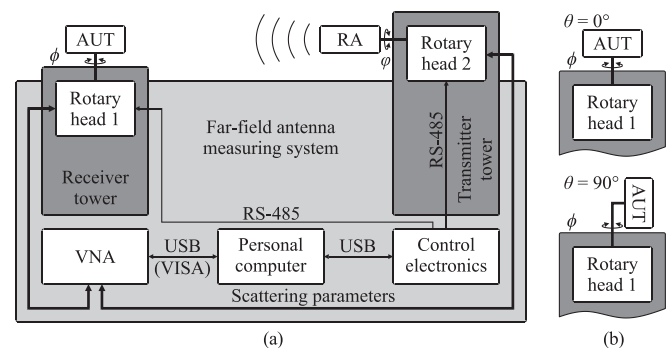 AUT
ϕ
Rotary
head 1
Receiver
tower
RA
φ
Rotary
head 2
RS-485
Transmitter
tower
Far-field antenna
measuring system
RS-485
VNA
USB
(VISA)
Personal
computer
USB
Control
electronics
Scattering parameters
(a)
θ = 0°
AUT
ϕ
Rotary
head 1
θ = 90°
AUT
ϕ
Rotary
head 1
(b)